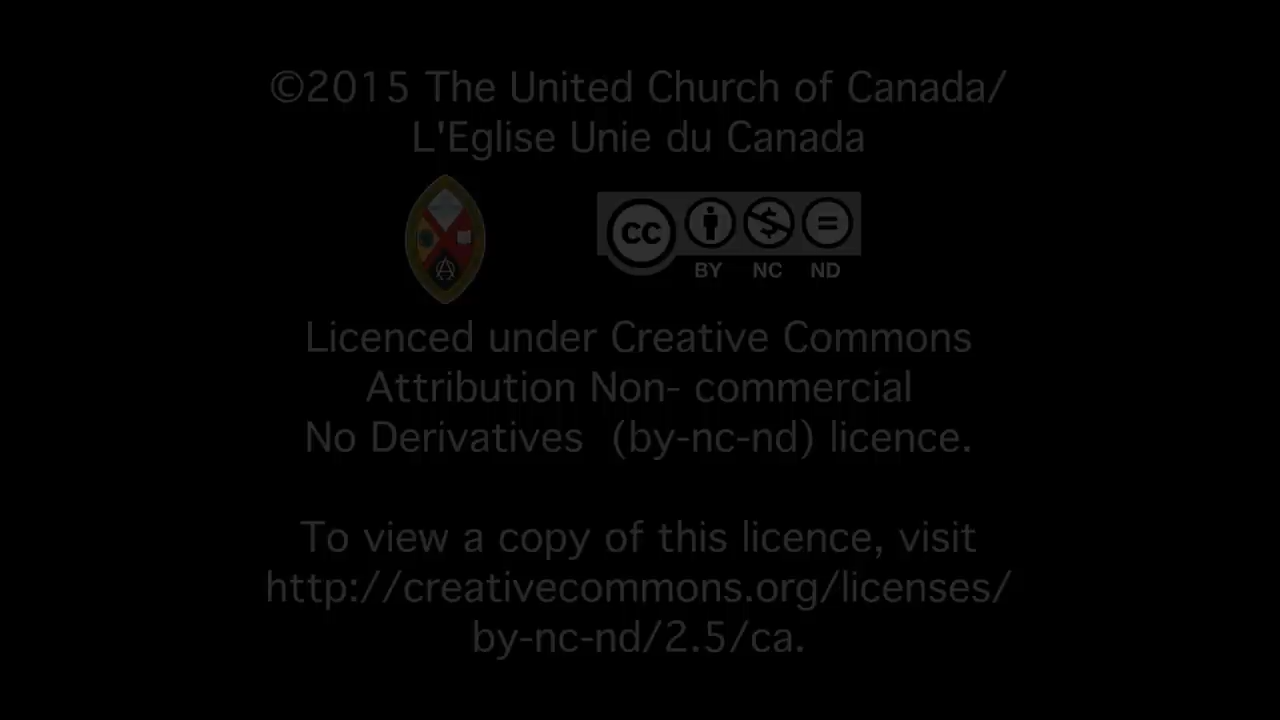 ©2015 The United Church of Canada/
L'Eglise Unie du Canada
cc
BY NC ND
Licenced under Creative Commons
Attribution Non- commercial
No Derivatives (by-nc-nd) licence.
To view a copy of this licence, visit
http://creativecommons.org/licenses/
by-nc-nd/2.5/ca.